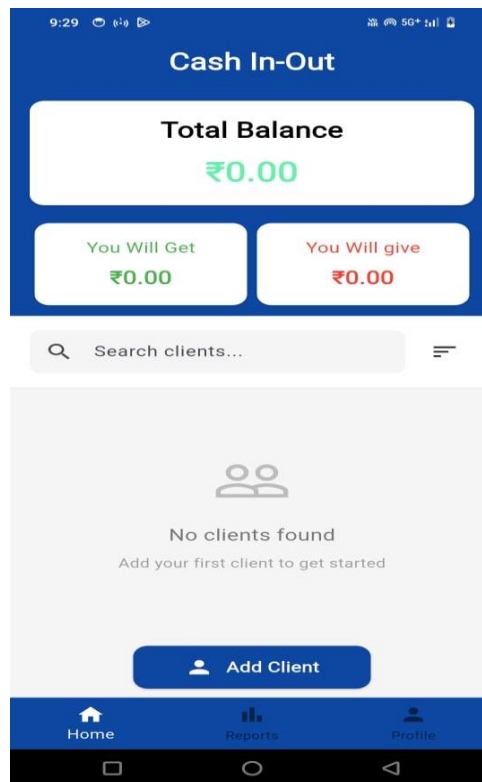 9:29 5G+
Cash In-Out
Total Balance
₹0.00
You Will Get You Will give
₹0.00 ₹0.00
Search clients...
No clients found
Add your first client to get started
Add Client
Home Reports Profile